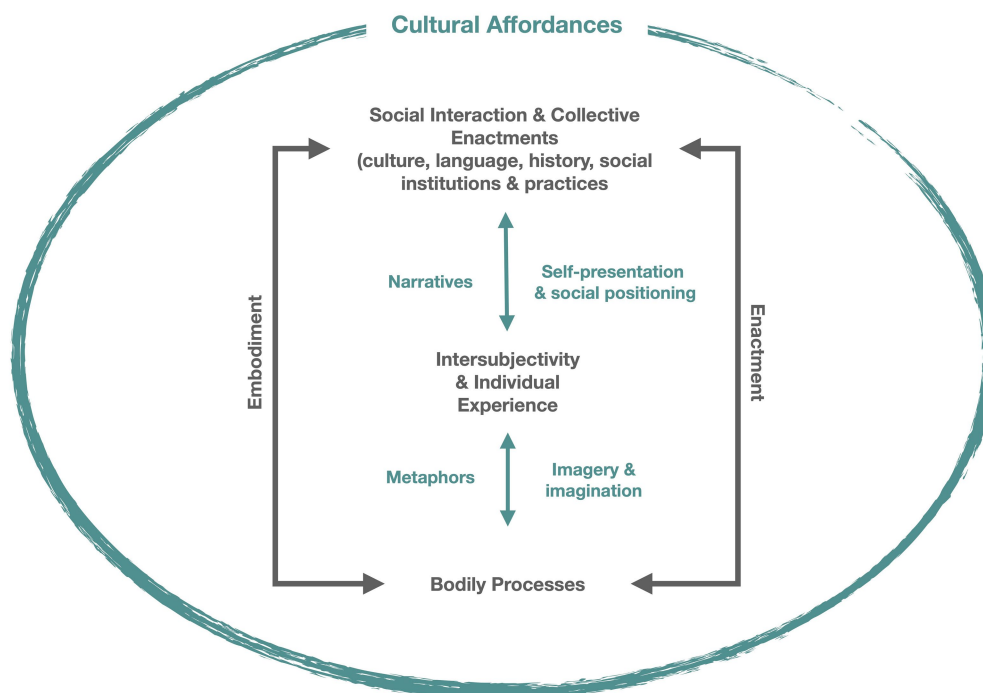 Cultural Affordances
Social Interaction & Collective
Enactments
(culture, language, history, social
institutions & practices
Narratives
Self-presentation
& social positioning
Embodiment
Enactment
Intersubjectivity
& Individual
Experience
Metaphors
Imagery &
imagination
Bodily Processes